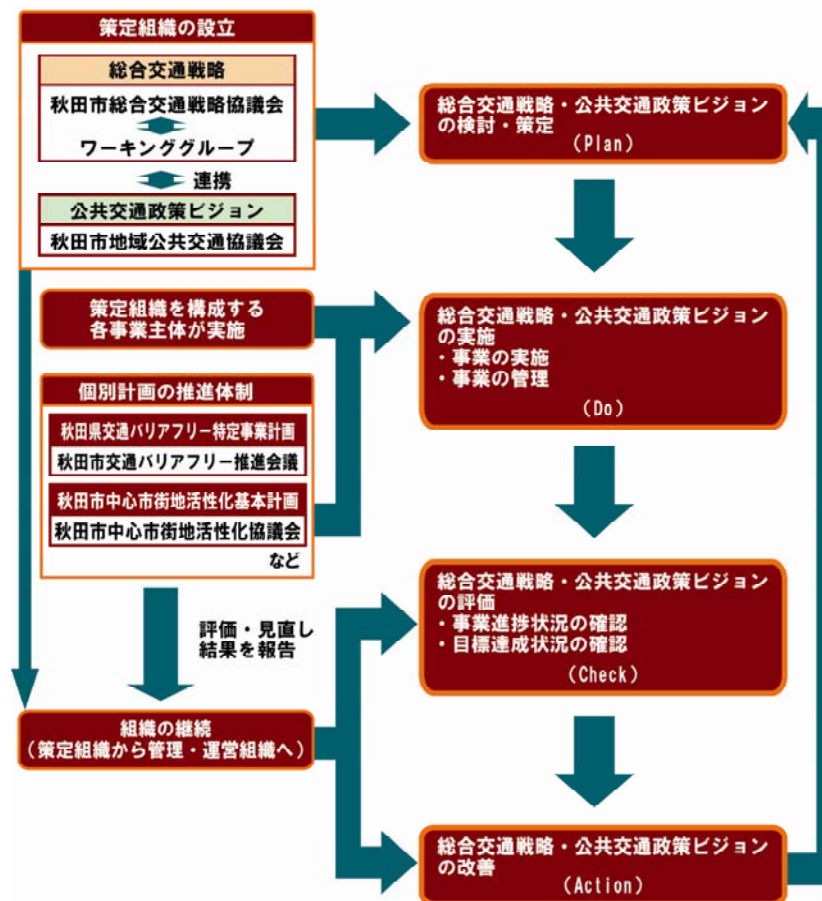 策定組織の設立
総合交通戦略
秋田市総合交通戦略協議会
ワーキンググループ
連携
公共交通政策ビジョン
秋田市地域公共交通協議会
総合交通戦略・公共交通政策ビジョン
の検討・策定
(Plan)
策定組織を構成する
各事業主体が実施
総合交通戦略・公共交通政策ビジョン
の実施
・事業の実施
・事業の管理
(Do)
個別計画の推進体制
秋田県交通バリアフリー特定事業計画
秋田市交通バリアフリー推進会議
秋田市中心市街地活性化基本計画
秋田市中心市街地活性化協議会
など
評価・見直し
結果を報告
総合交通戦略・公共交通政策ビジョン
の評価
・事業進捗状況の確認
・目標達成状況の確認
(Check)
組織の継続
(策定組織から管理・運営組織へ)
総合交通戦略・公共交通政策ビジョン
の改善
(Action)